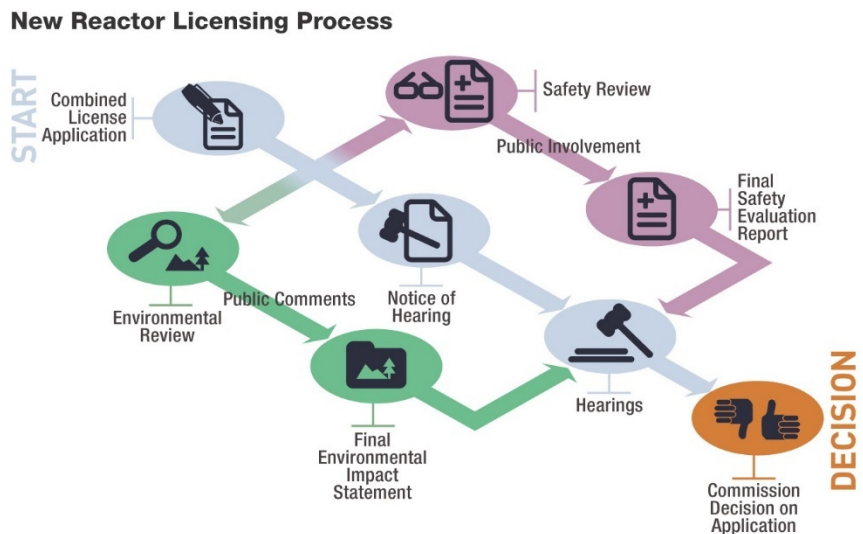 New Reactor Licensing Process
START
Combined
License
Application
Safety Review
Public Involvement
Final
Safety
Evaluation
Report
Environmental
Review
Public Comments
Notice of
Hearing
Final
Environmental
Impact
Statement
Hearings
DECISION
Commission
Decision on
Application